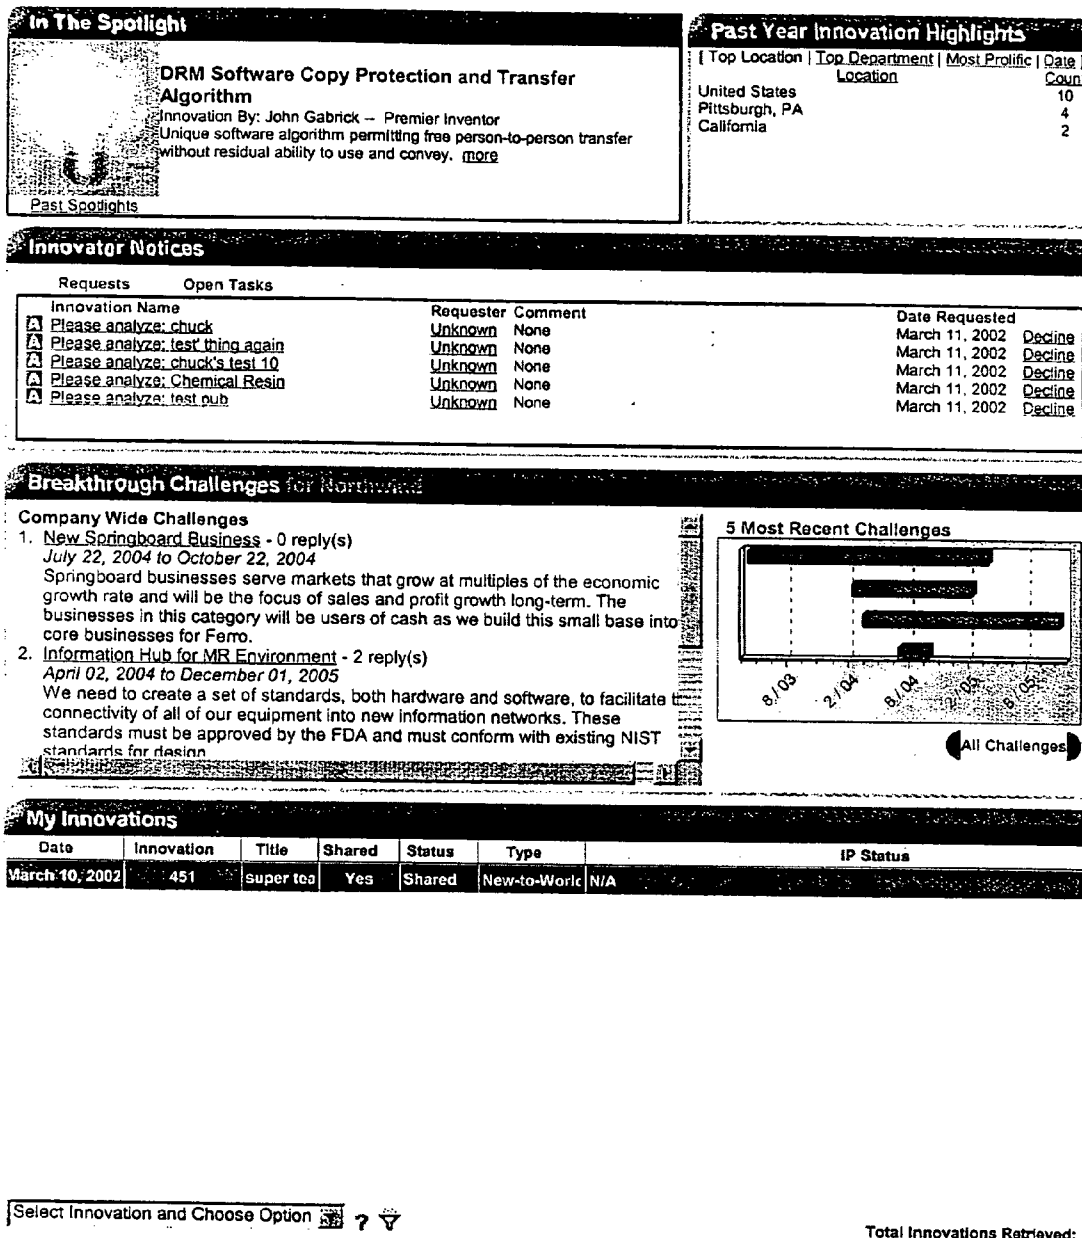 In The Spotlight
DRM Software Copy Protection and Transfer
Algorithm
Innovation By: John Gabrick -- Premier Inventor
Unique software algorithm permitting free person-to-person transfer
without residual ability to use and convey. more
Past Spotlights
Past Year Innovation Highlights
[ Top Location | Top Department | Most Prolific | Date ]
Location Coun
United States 10
Pittsburgh, PA 4
California 2
Innovator Notices
Requests Open Tasks
Innovation Name Requester Comment Date Requested
A Please analyze: chuck Unknown None March 11, 2002 Decline
A Please analyze: test' thing again Unknown None March 11, 2002 Decline
A Please analyze: chuck's test 10 Unknown None March 11, 2002 Decline
A Please analyze: Chemical Resin Unknown None March 11, 2002 Decline
A Please analyze: test pub Unknown None March 11, 2002 Decline
Breakthrough Challenges for Northwind
Company Wide Challenges
1. New Springboard Business - 0 reply(s)
July 22, 2004 to October 22, 2004
Springboard businesses serve markets that grow at multiples of the economic
growth rate and will be the focus of sales and profit growth long-term. The
businesses in this category will be users of cash as we build this small base into
core businesses for Ferro.
2. Information Hub for MR Environment - 2 reply(s)
April 02, 2004 to December 01, 2005
We need to create a set of standards, both hardware and software, to facilitate t
connectivity of all of our equipment into new information networks. These
standards must be approved by the FDA and must conform with existing NIST
standards for design
5 Most Recent Challenges
8 / 03 2 / 04 8 / 04 2 / 05 8 / 05
All Challenges
My Innovations
Date Innovation Title Shared Status Type IP Status
March 10, 2002 451 super tea Yes Shared New-to-Worlc N/A
Select Innovation and Choose Option ?
Total Innovations Retrieved: